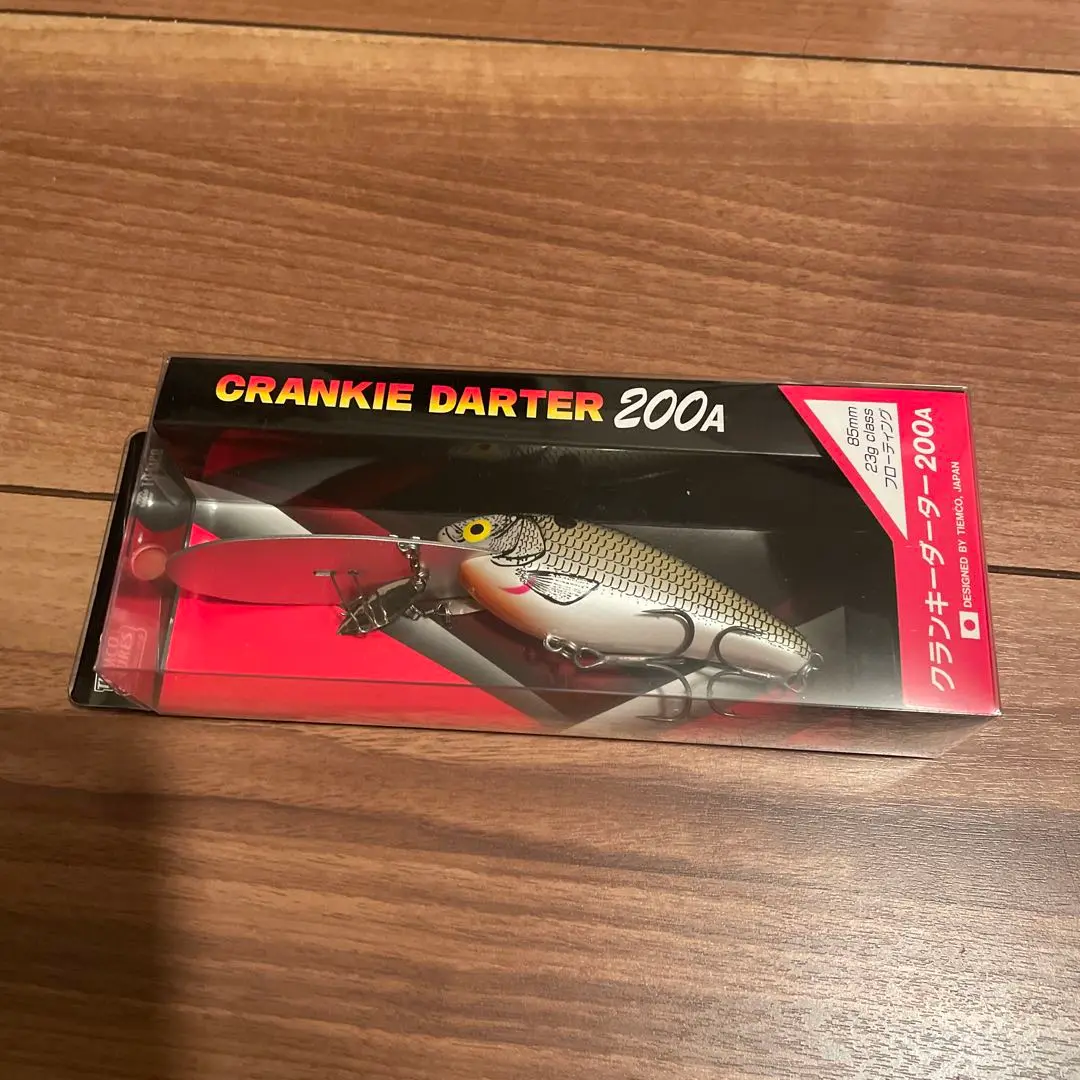 CRANKIE DARTER 200A
85mm
23g class
フローティング
クランキーダーター 200A
DESIGNED BY TIEMCO, JAPAN